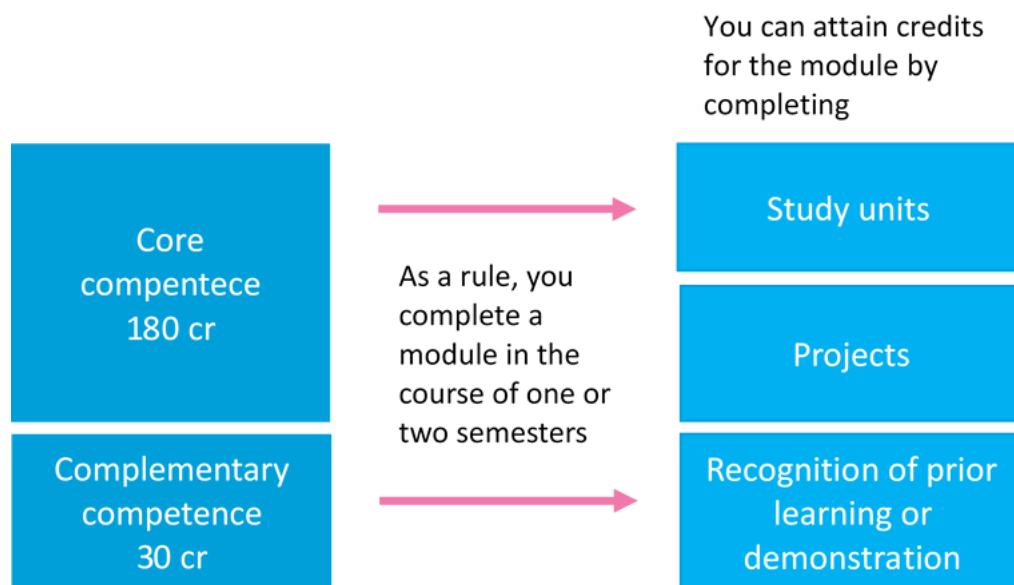 You can attain credits
for the module by
completing
Core
compentece
180 cr
Complementary
competence
30 cr
As a rule, you
complete a
module in the
course of one or
two semesters
Study units
Projects
Recognition of prior
learning or
demonstration